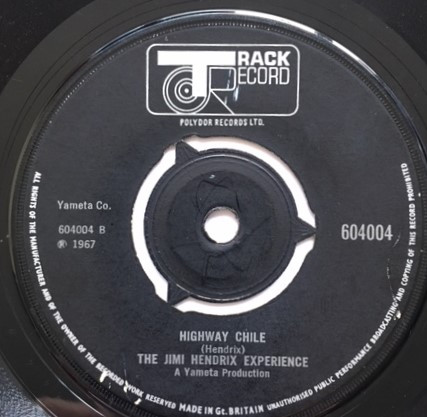 TRACK
RECORD
POLYDOR RECORDS LTD.
Yameta Co.
604004 B
℗ 1967
604004
HIGHWAY CHILE
(Hendrix)
THE JIMI HENDRIX EXPERIENCE
A Yameta Production
ALL RIGHTS OF THE MANUFACTURER AND OF THE OWNER OF THE RECORDED WORK RESERVED MADE IN Gt. BRITAIN UNAUTHORISED PUBLIC PERFORMANCE BROADCASTING AND COPYING OF THIS RECORD PROHIBITED